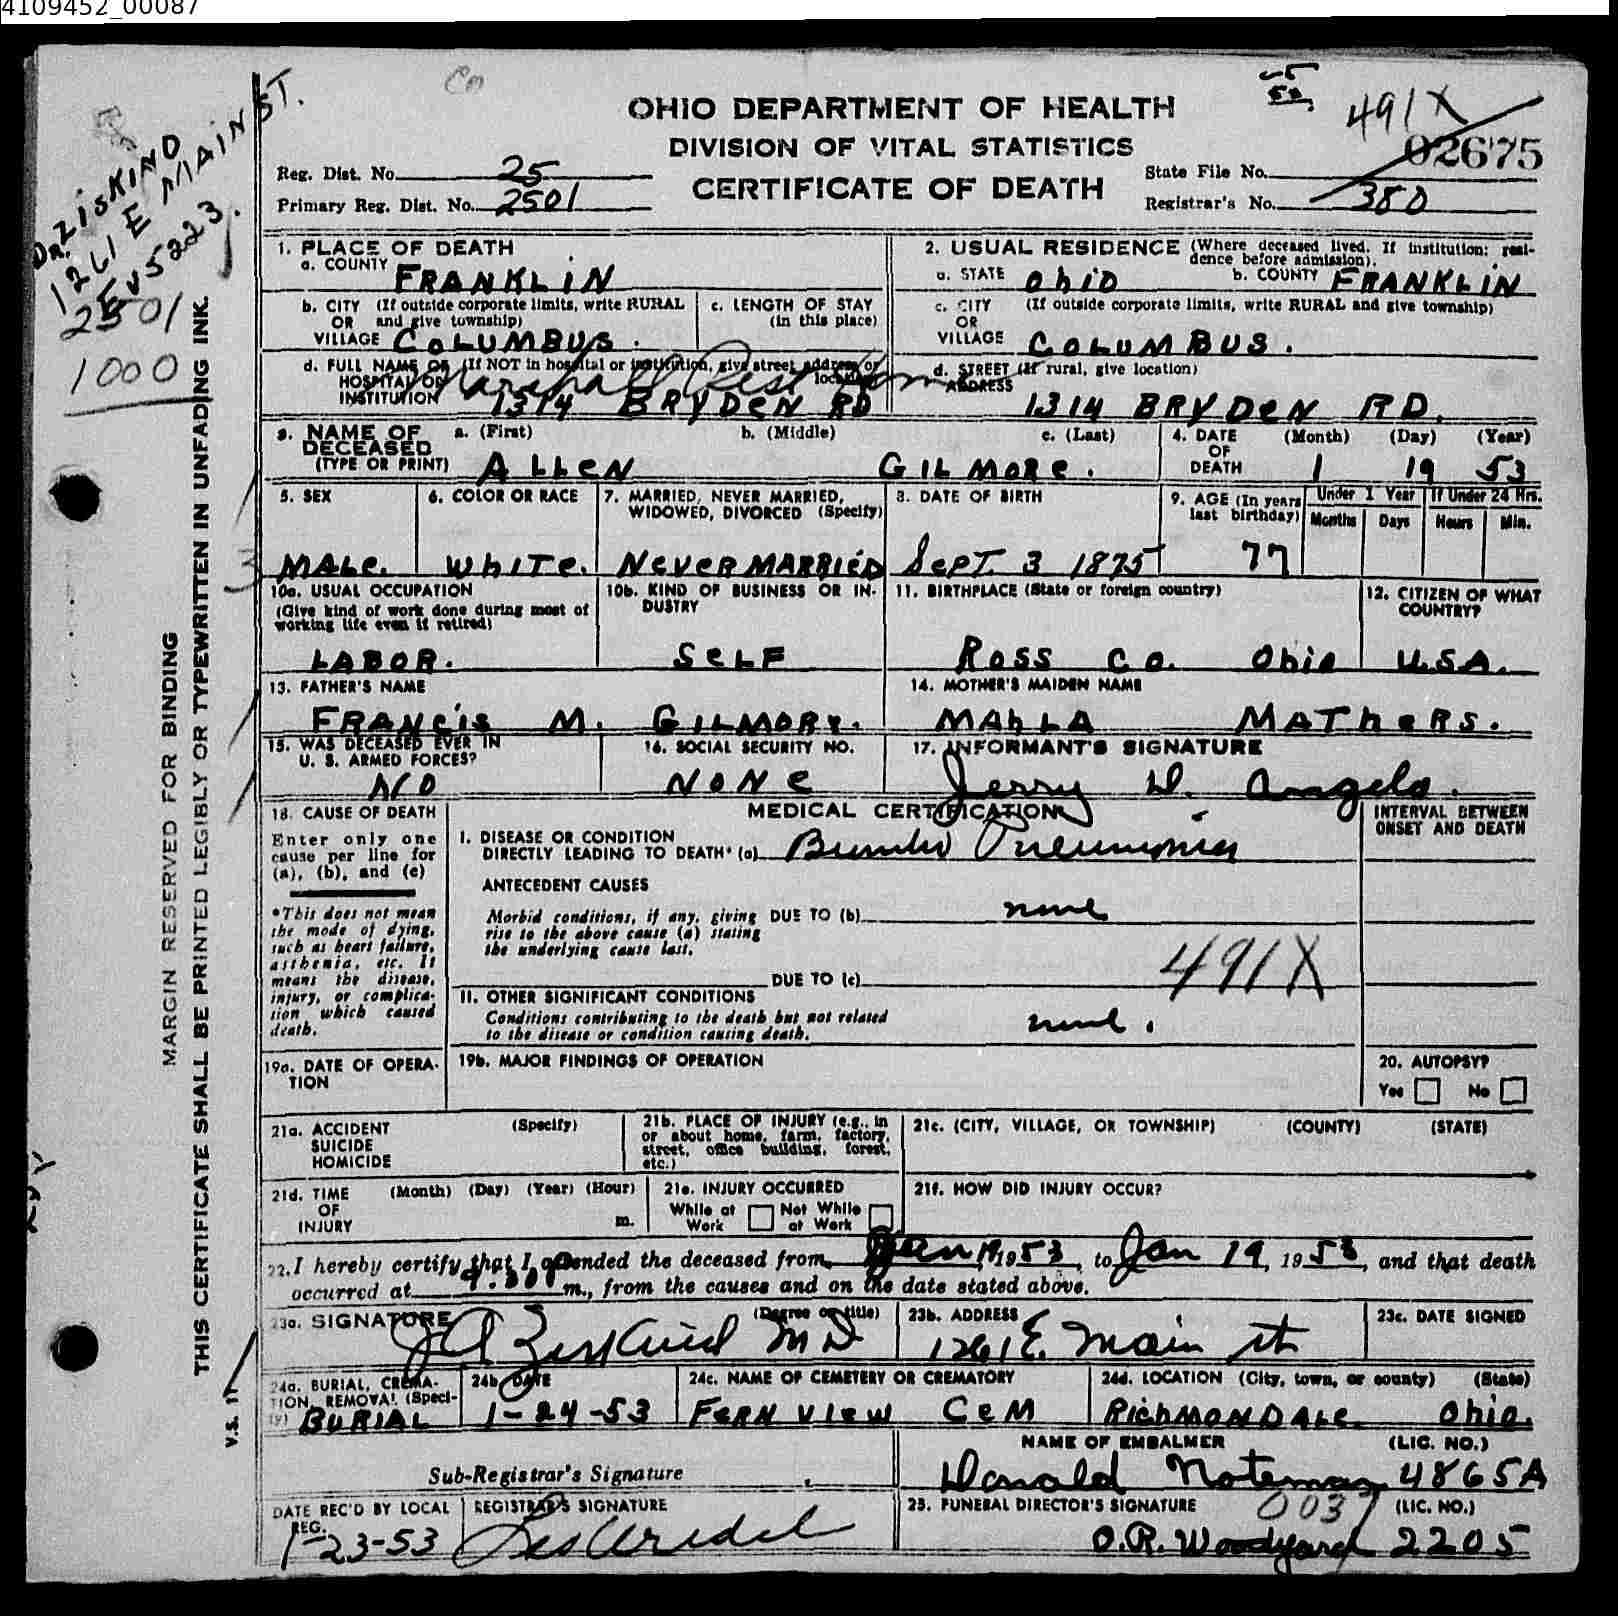 4109452_00087
Co
55
491X
OHIO DEPARTMENT OF HEALTH
DIVISION OF VITAL STATISTICS
CERTIFICATE OF DEATH
Reg. Dist. No. 25
Primary Reg. Dist. No. 2501
State File No. 02675
Registrar's No. 380
DR. ZISKIND
1261 E MAIN ST.
EV 5223.
2501
1000
MARGIN RESERVED FOR BINDING
THIS CERTIFICATE SHALL BE PRINTED LEGIBLY OR TYPEWRITTEN IN UNFADING INK.
V.S. 11
1. PLACE OF DEATH
a. COUNTY FRANKLIN
2. USUAL RESIDENCE (Where deceased lived. If institution: residence before admission).
a. STATE OhiO b. COUNTY FRANKLIN
b. CITY (If outside corporate limits, write RURAL
OR and give township)
VILLAGE COLUMBUS.
c. LENGTH OF STAY
(in this place)
c. CITY (If outside corporate limits, write RURAL and give township)
OR
VILLAGE COLUMBUS.
d. FULL NAME OF (If NOT in hospital or institution, give street address or location)
HOSPITAL OR
INSTITUTION Marshall Rest Home
1314 BRYDEN RD
d. STREET (If rural, give location)
ADDRESS
1314 BRYDEN RD.
3. NAME OF DECEASED
(TYPE OR PRINT)
a. (First) b. (Middle) c. (Last)
ALLEN GILMORE.
4. DATE OF DEATH (Month) (Day) (Year)
1 19 53
5. SEX
MALE.
6. COLOR OR RACE
WhITE.
7. MARRIED, NEVER MARRIED, WIDOWED, DIVORCED (Specify)
NEVER MARRIED
8. DATE OF BIRTH
SEPT. 3 1875
9. AGE (In years last birthday)
77
Under 1 Year
Months Days
If Under 24 Hrs.
Hours Min.
10a. USUAL OCCUPATION
(Give kind of work done during most of working life even if retired)
LABOR.
10b. KIND OF BUSINESS OR INDUSTRY
SELF
11. BIRTHPLACE (State or foreign country)
ROSS CO. OhiO
12. CITIZEN OF WHAT COUNTRY?
U.S.A.
13. FATHER'S NAME
FRANCIS M. GILMORE.
14. MOTHER'S MAIDEN NAME
MAhLA MATHERS.
15. WAS DECEASED EVER IN U. S. ARMED FORCES?
NO
16. SOCIAL SECURITY NO.
NONE
17. INFORMANT'S SIGNATURE
Jerry D. Angelo.
18. CAUSE OF DEATH
Enter only one cause per line for (a), (b), and (c)
*This does not mean the mode of dying, such as heart failure, asthenia, etc. It means the disease, injury, or complication which caused death.
MEDICAL CERTIFICATION
INTERVAL BETWEEN ONSET AND DEATH
I. DISEASE OR CONDITION
DIRECTLY LEADING TO DEATH* (a) Broncho Pneumonia
ANTECEDENT CAUSES
Morbid conditions, if any, giving rise to the above cause (a) stating the underlying cause last.
DUE TO (b) none
DUE TO (c)
491X
II. OTHER SIGNIFICANT CONDITIONS
Conditions contributing to the death but not related to the disease or condition causing death.
none.
19a. DATE OF OPERATION
19b. MAJOR FINDINGS OF OPERATION
20. AUTOPSY?
Yes No
21a. ACCIDENT (Specify)
SUICIDE
HOMICIDE
21b. PLACE OF INJURY (e.g., in or about home, farm, factory, street, office building, forest, etc.)
21c. (CITY, VILLAGE, OR TOWNSHIP) (COUNTY) (STATE)
21d. TIME OF INJURY (Month) (Day) (Year) (Hour)
m.
21e. INJURY OCCURRED
While at Work Not While at Work
21f. HOW DID INJURY OCCUR?
22. I hereby certify that I attended the deceased from Jan 19, 1953, to Jan 19, 1953, and that death
occurred at m., from the causes and on the date stated above.
23a. SIGNATURE (Degree or title)
J A Ziskind MD
23b. ADDRESS
1261 E. Main St
23c. DATE SIGNED
24a. BURIAL, CREMATION, REMOVAL (Specify)
BURIAL
24b. DATE
1-24-53
24c. NAME OF CEMETERY OR CREMATORY
FERNVIEW CEM
24d. LOCATION (City, town, or county) (State)
RICHMONDALE. OhiO.
Sub-Registrar's Signature
NAME OF EMBALMER (LIC. NO.)
Donald Noteman 4865A
DATE REC'D BY LOCAL REG.
1-23-53
REGISTRAR'S SIGNATURE
25. FUNERAL DIRECTOR'S SIGNATURE (LIC. NO.)
0037
O.R. Woodyard 2205